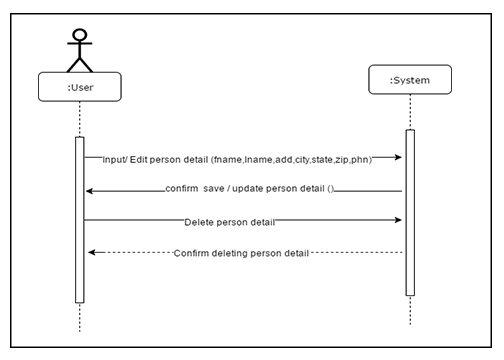 :User
:System
Input/ Edit person detail (fname,lname,add,city,state,zip,phn)
confirm save / update person detail ()
Delete person detail
Confirm deleting person detail